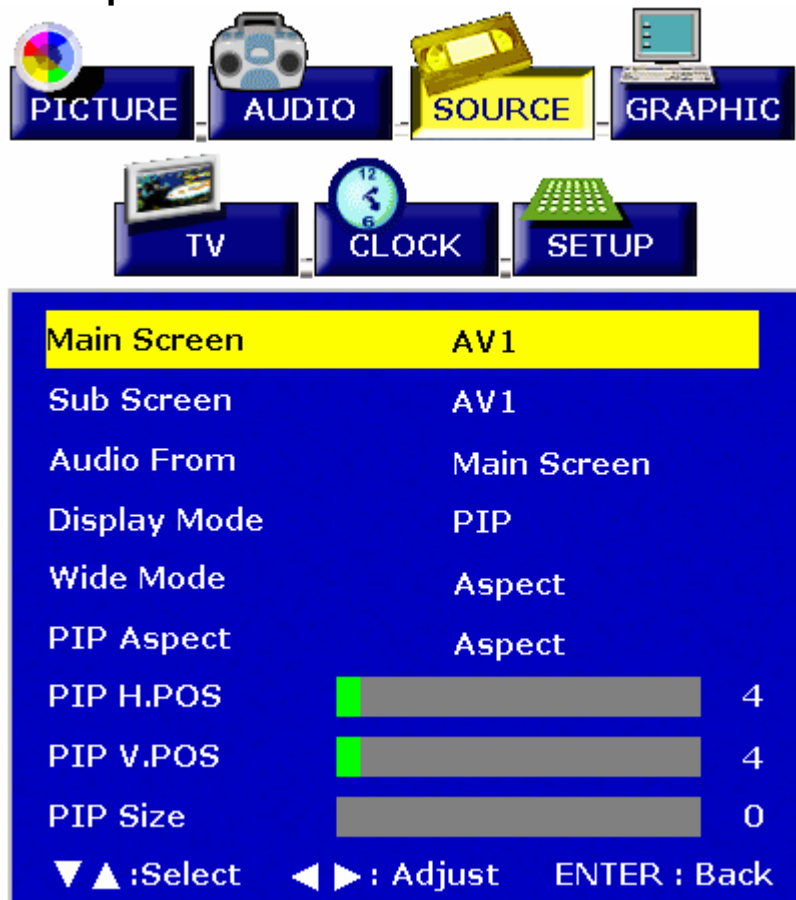 PICTURE AUDIO SOURCE GRAPHIC
12
6
TV CLOCK SETUP
Main Screen AV1
Sub Screen AV1
Audio From Main Screen
Display Mode PIP
Wide Mode Aspect
PIP Aspect Aspect
PIP H.POS 4
PIP V.POS 4
PIP Size 0
▼▲:Select ◀▶: Adjust ENTER : Back